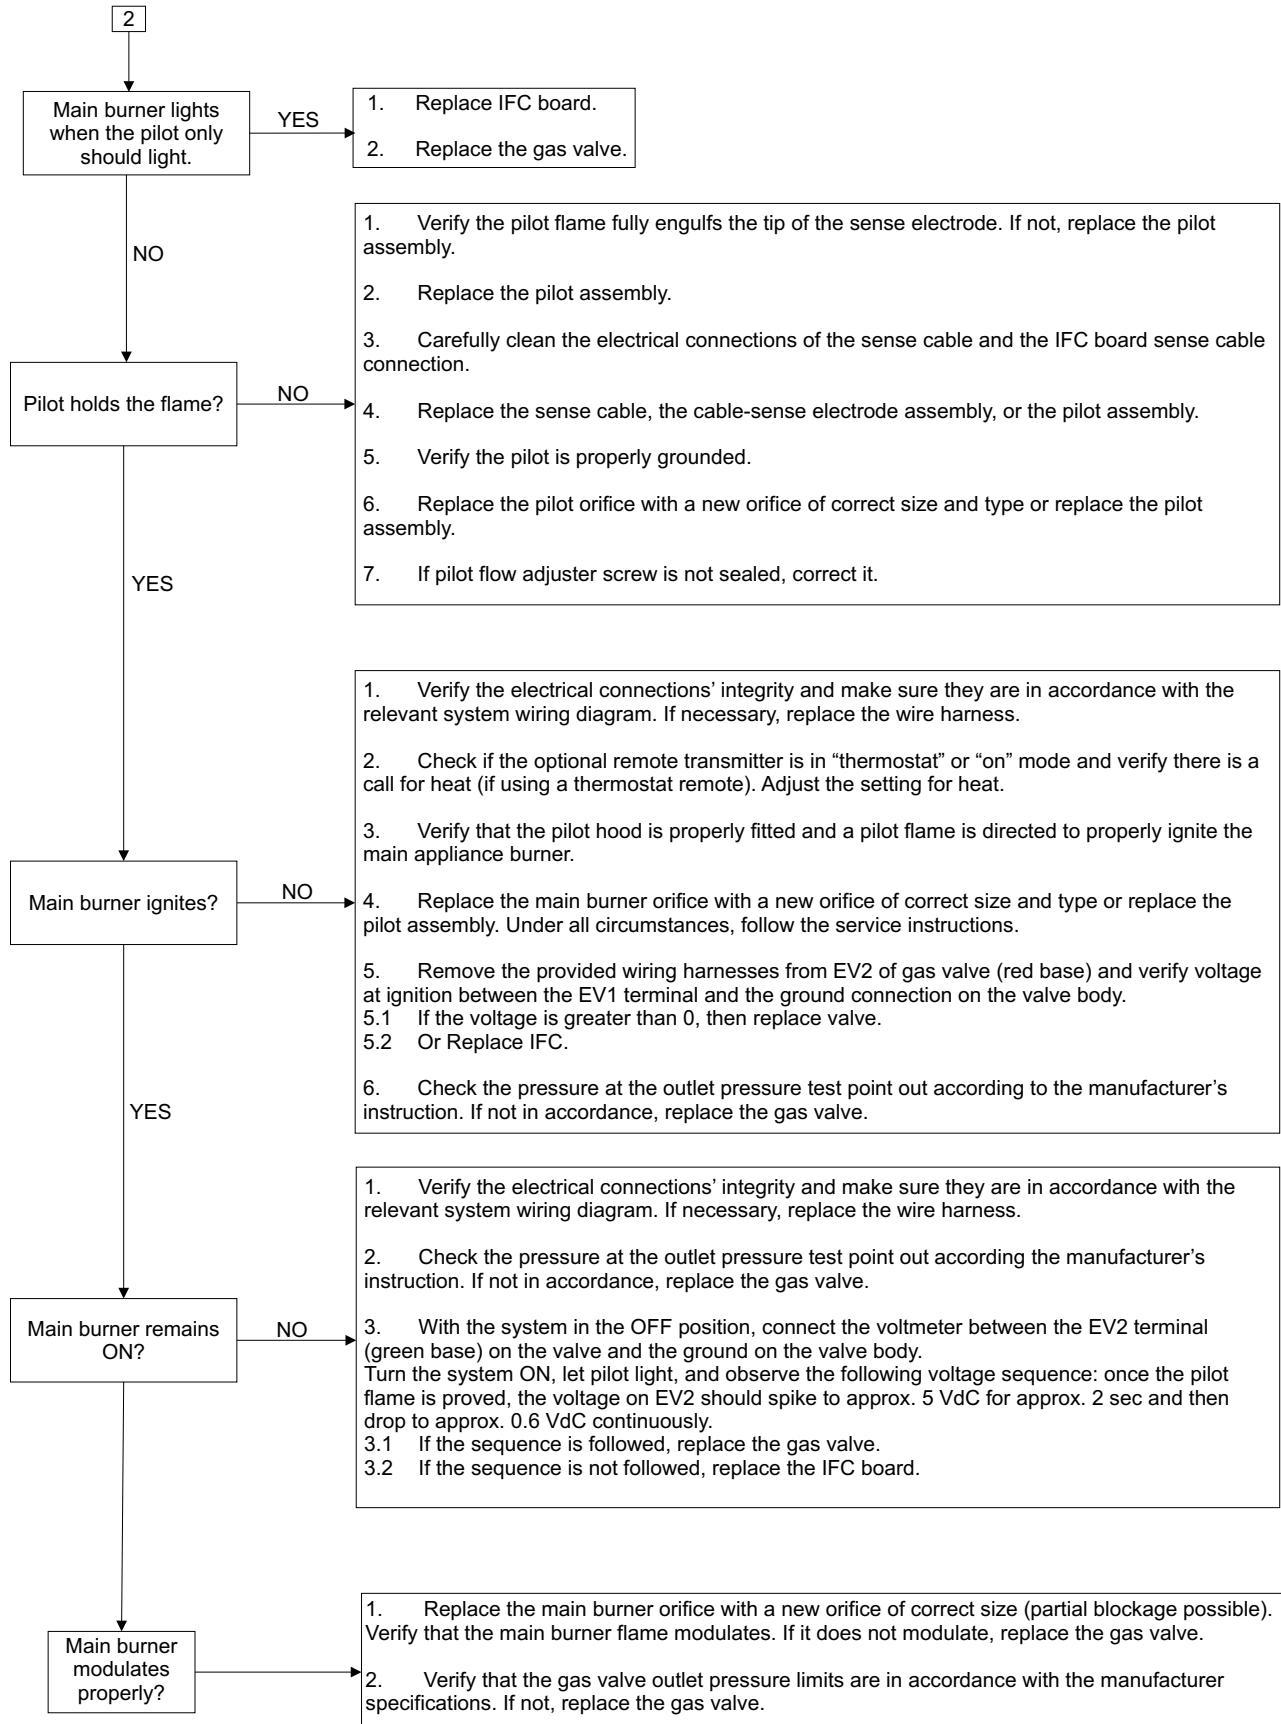 2
Main burner lights
when the pilot only
should light.
YES
1. Replace IFC board.
2. Replace the gas valve.
NO
1. Verify the pilot flame fully engulfs the tip of the sense electrode. If not, replace the pilot
assembly.
2. Replace the pilot assembly.
3. Carefully clean the electrical connections of the sense cable and the IFC board sense cable
connection.
4. Replace the sense cable, the cable-sense electrode assembly, or the pilot assembly.
5. Verify the pilot is properly grounded.
6. Replace the pilot orifice with a new orifice of correct size and type or replace the pilot
assembly.
7. If pilot flow adjuster screw is not sealed, correct it.
Pilot holds the flame?
NO
YES
1. Verify the electrical connections’ integrity and make sure they are in accordance with the
relevant system wiring diagram. If necessary, replace the wire harness.
2. Check if the optional remote transmitter is in “thermostat” or “on” mode and verify there is a
call for heat (if using a thermostat remote). Adjust the setting for heat.
3. Verify that the pilot hood is properly fitted and a pilot flame is directed to properly ignite the
main appliance burner.
4. Replace the main burner orifice with a new orifice of correct size and type or replace the
pilot assembly. Under all circumstances, follow the service instructions.
5. Remove the provided wiring harnesses from EV2 of gas valve (red base) and verify voltage
at ignition between the EV1 terminal and the ground connection on the valve body.
5.1 If the voltage is greater than 0, then replace valve.
5.2 Or Replace IFC.
6. Check the pressure at the outlet pressure test point out according to the manufacturer’s
instruction. If not in accordance, replace the gas valve.
Main burner ignites?
NO
YES
1. Verify the electrical connections’ integrity and make sure they are in accordance with the
relevant system wiring diagram. If necessary, replace the wire harness.
2. Check the pressure at the outlet pressure test point out according the manufacturer’s
instruction. If not in accordance, replace the gas valve.
3. With the system in the OFF position, connect the voltmeter between the EV2 terminal
(green base) on the valve and the ground on the valve body.
Turn the system ON, let pilot light, and observe the following voltage sequence: once the pilot
flame is proved, the voltage on EV2 should spike to approx. 5 VdC for approx. 2 sec and then
drop to approx. 0.6 VdC continuously.
3.1 If the sequence is followed, replace the gas valve.
3.2 If the sequence is not followed, replace the IFC board.
Main burner remains
ON?
NO
1. Replace the main burner orifice with a new orifice of correct size (partial blockage possible).
Verify that the main burner flame modulates. If it does not modulate, replace the gas valve.
2. Verify that the gas valve outlet pressure limits are in accordance with the manufacturer
specifications. If not, replace the gas valve.
Main burner
modulates
properly?